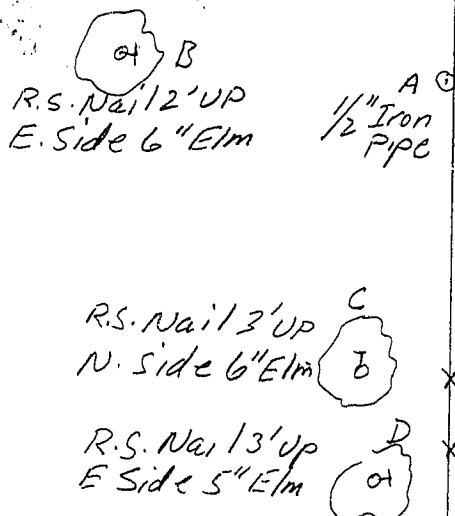 B
R.S. Nail 2' UP
E. Side 6" Elm
A
1/2" Iron
Pipe
C
R.S. Nail 3' UP
N. Side 6" Elm
D
R.S. Nail 3' Up
E Side 5" Elm